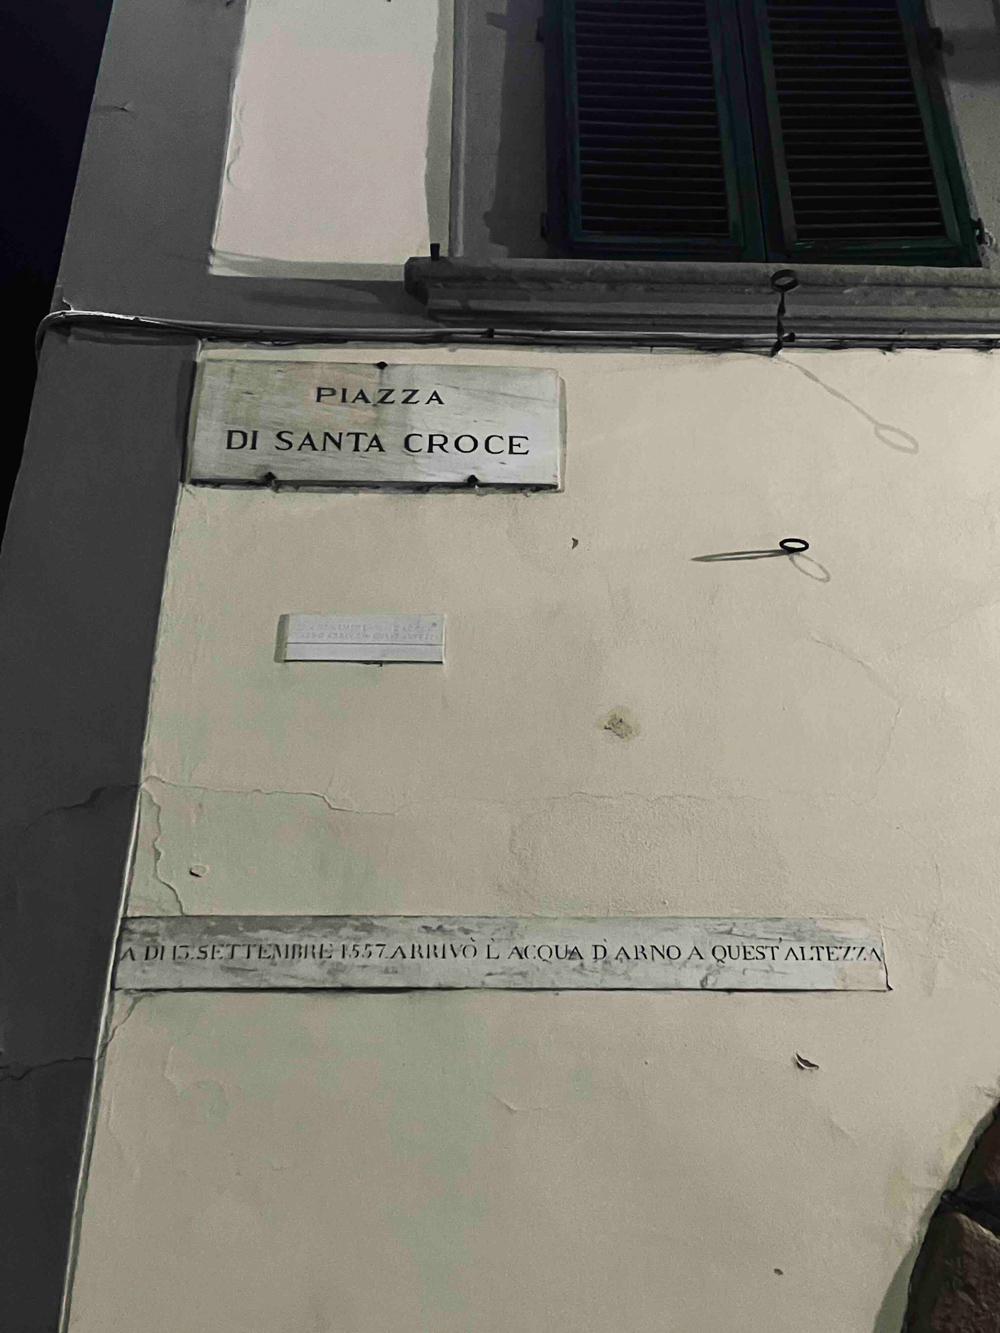 PIAZZA
DI SANTA CROCE
A DI 13. SETTEMBRE 1557. ARRIVÒ L' ACQUA D'ARNO A QUEST'ALTEZZA